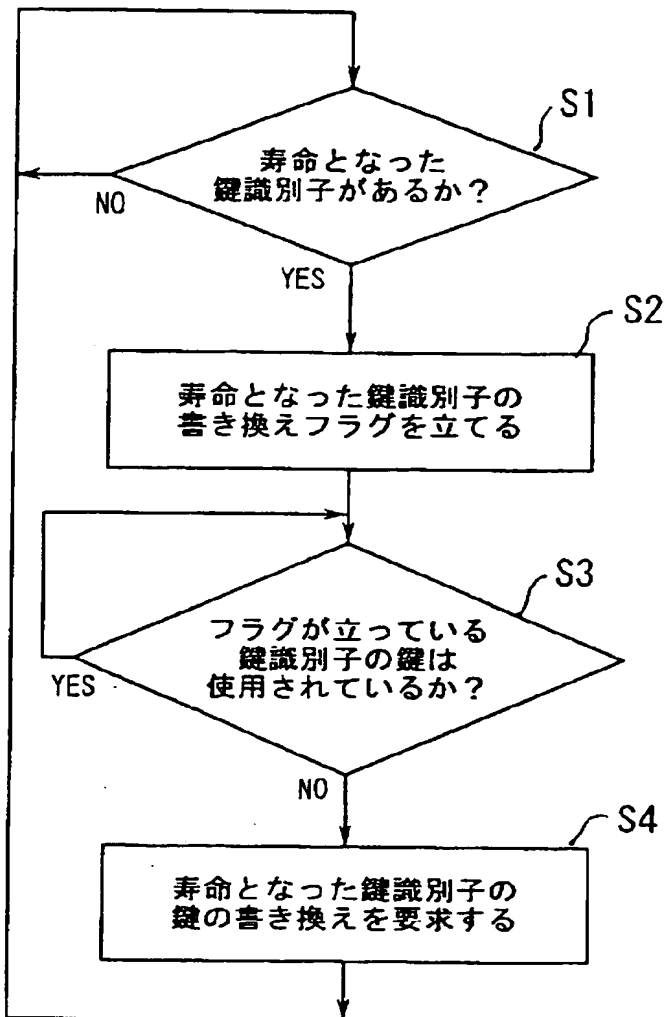 S1
寿命となった
鍵識別子があるか?
NO
YES
S2
寿命となった鍵識別子の
書き換えフラグを立てる
S3
フラグが立っている
鍵識別子の鍵は
使用されているか?
YES
NO
S4
寿命となった鍵識別子の
鍵の書き換えを要求する